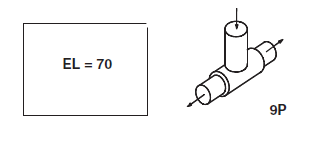 EL = 70
9P